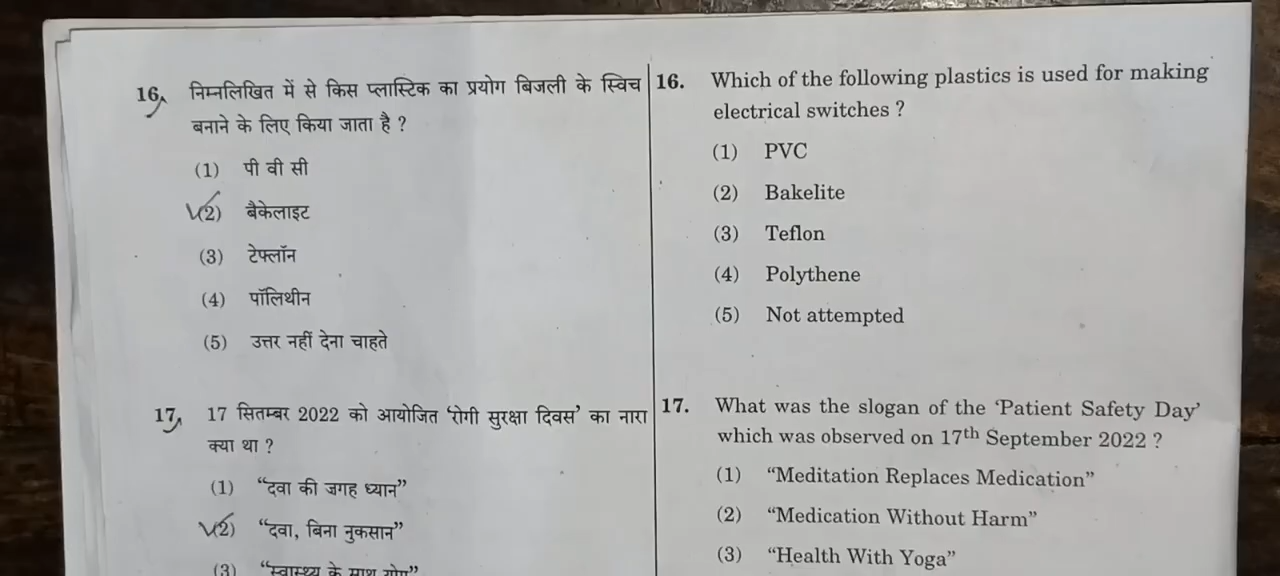 16. निम्नलिखित में से किस प्लास्टिक का प्रयोग बिजली के स्विच
बनाने के लिए किया जाता है ?
(1) पी वी सी
(2) बैकेलाइट
(3) टेफ्लॉन
(4) पॉलिथीन
(5) उत्तर नहीं देना चाहते
17. 17 सितम्बर 2022 को आयोजित ‘रोगी सुरक्षा दिवस’ का नारा
क्या था ?
(1) “दवा की जगह ध्यान”
(2) “दवा, बिना नुकसान”
(3) “स्वास्थ्य के साथ योग”
16. Which of the following plastics is used for making
electrical switches ?
(1) PVC
(2) Bakelite
(3) Teflon
(4) Polythene
(5) Not attempted
17. What was the slogan of the ‘Patient Safety Day’
which was observed on 17th September 2022 ?
(1) “Meditation Replaces Medication”
(2) “Medication Without Harm”
(3) “Health With Yoga”